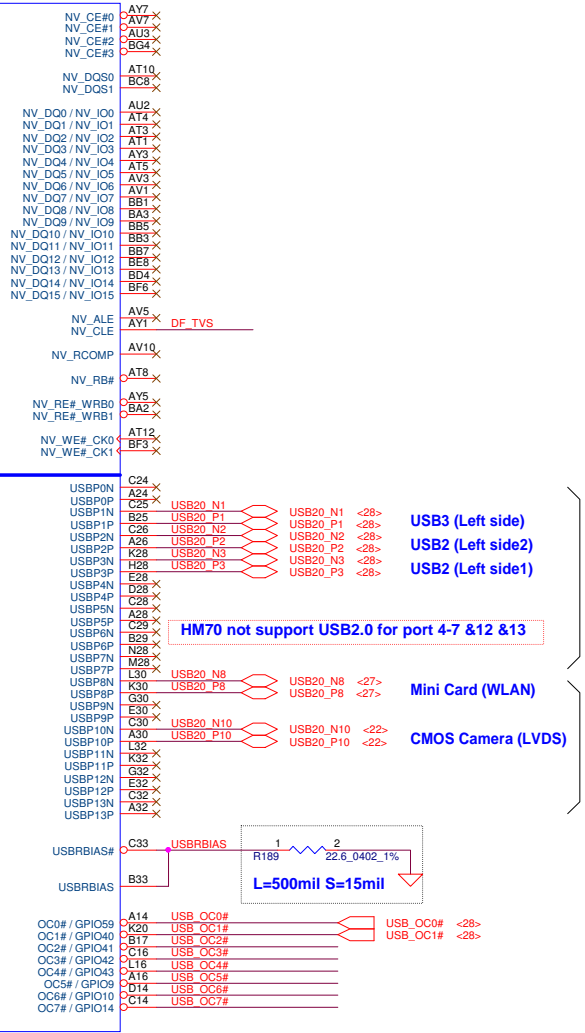 NV_CE#0 AY7
NV_CE#1 AV7
NV_CE#2 AU3
NV_CE#3 BG4
NV_DQS0 AT10
NV_DQS1 BC8
NV_DQ0 / NV_IO0 AU2
NV_DQ1 / NV_IO1 AT4
NV_DQ2 / NV_IO2 AT3
NV_DQ3 / NV_IO3 AT1
NV_DQ4 / NV_IO4 AY3
NV_DQ5 / NV_IO5 AT5
NV_DQ6 / NV_IO6 AV3
NV_DQ7 / NV_IO7 AV1
NV_DQ8 / NV_IO8 BB1
NV_DQ9 / NV_IO9 BA3
NV_DQ10 / NV_IO10 BB5
NV_DQ11 / NV_IO11 BB3
NV_DQ12 / NV_IO12 BB7
NV_DQ13 / NV_IO13 BE8
NV_DQ14 / NV_IO14 BD4
NV_DQ15 / NV_IO15 BF6
NV_ALE AV5
NV_CLE AY1 DF_TVS
NV_RCOMP AV10
NV_RB# AT8
NV_RE#_WRB0 AY5
NV_RE#_WRB1 BA2
NV_WE#_CK0 AT12
NV_WE#_CK1 BF3
USBP0N C24
USBP0P A24
USBP1N C25 USB20_N1 USB20_N1 <28>
USBP1P B25 USB20_P1 USB20_P1 <28> USB3 (Left side)
USBP2N C26 USB20_N2 USB20_N2 <28>
USBP2P A26 USB20_P2 USB20_P2 <28> USB2 (Left side2)
USBP3N K28 USB20_N3 USB20_N3 <28>
USBP3P H28 USB20_P3 USB20_P3 <28> USB2 (Left side1)
USBP4N E28
USBP4P D28
USBP5N C28
USBP5P A28
USBP6N C29 HM70 not support USB2.0 for port 4-7 &12 &13
USBP6P B29
USBP7N N28
USBP7P M28
USBP8N L30 USB20_N8 USB20_N8 <27>
USBP8P K30 USB20_P8 USB20_P8 <27> Mini Card (WLAN)
USBP9N G30
USBP9P E30
USBP10N C30 USB20_N10 USB20_N10 <22>
USBP10P A30 USB20_P10 USB20_P10 <22> CMOS Camera (LVDS)
USBP11N L32
USBP11P K32
USBP12N G32
USBP12P E32
USBP13N C32
USBP13P A32
USBRBIAS# C33 USBRBIAS 1 2
R189 22.6_0402_1%
USBRBIAS B33 L=500mil S=15mil
OC0# / GPIO59 A14 USB_OC0# USB_OC0# <28>
OC1# / GPIO40 K20 USB_OC1# USB_OC1# <28>
OC2# / GPIO41 B17 USB_OC2#
OC3# / GPIO42 C16 USB_OC3#
OC4# / GPIO43 L16 USB_OC4#
OC5# / GPIO9 A16 USB_OC5#
OC6# / GPIO10 D14 USB_OC6#
OC7# / GPIO14 C14 USB_OC7#